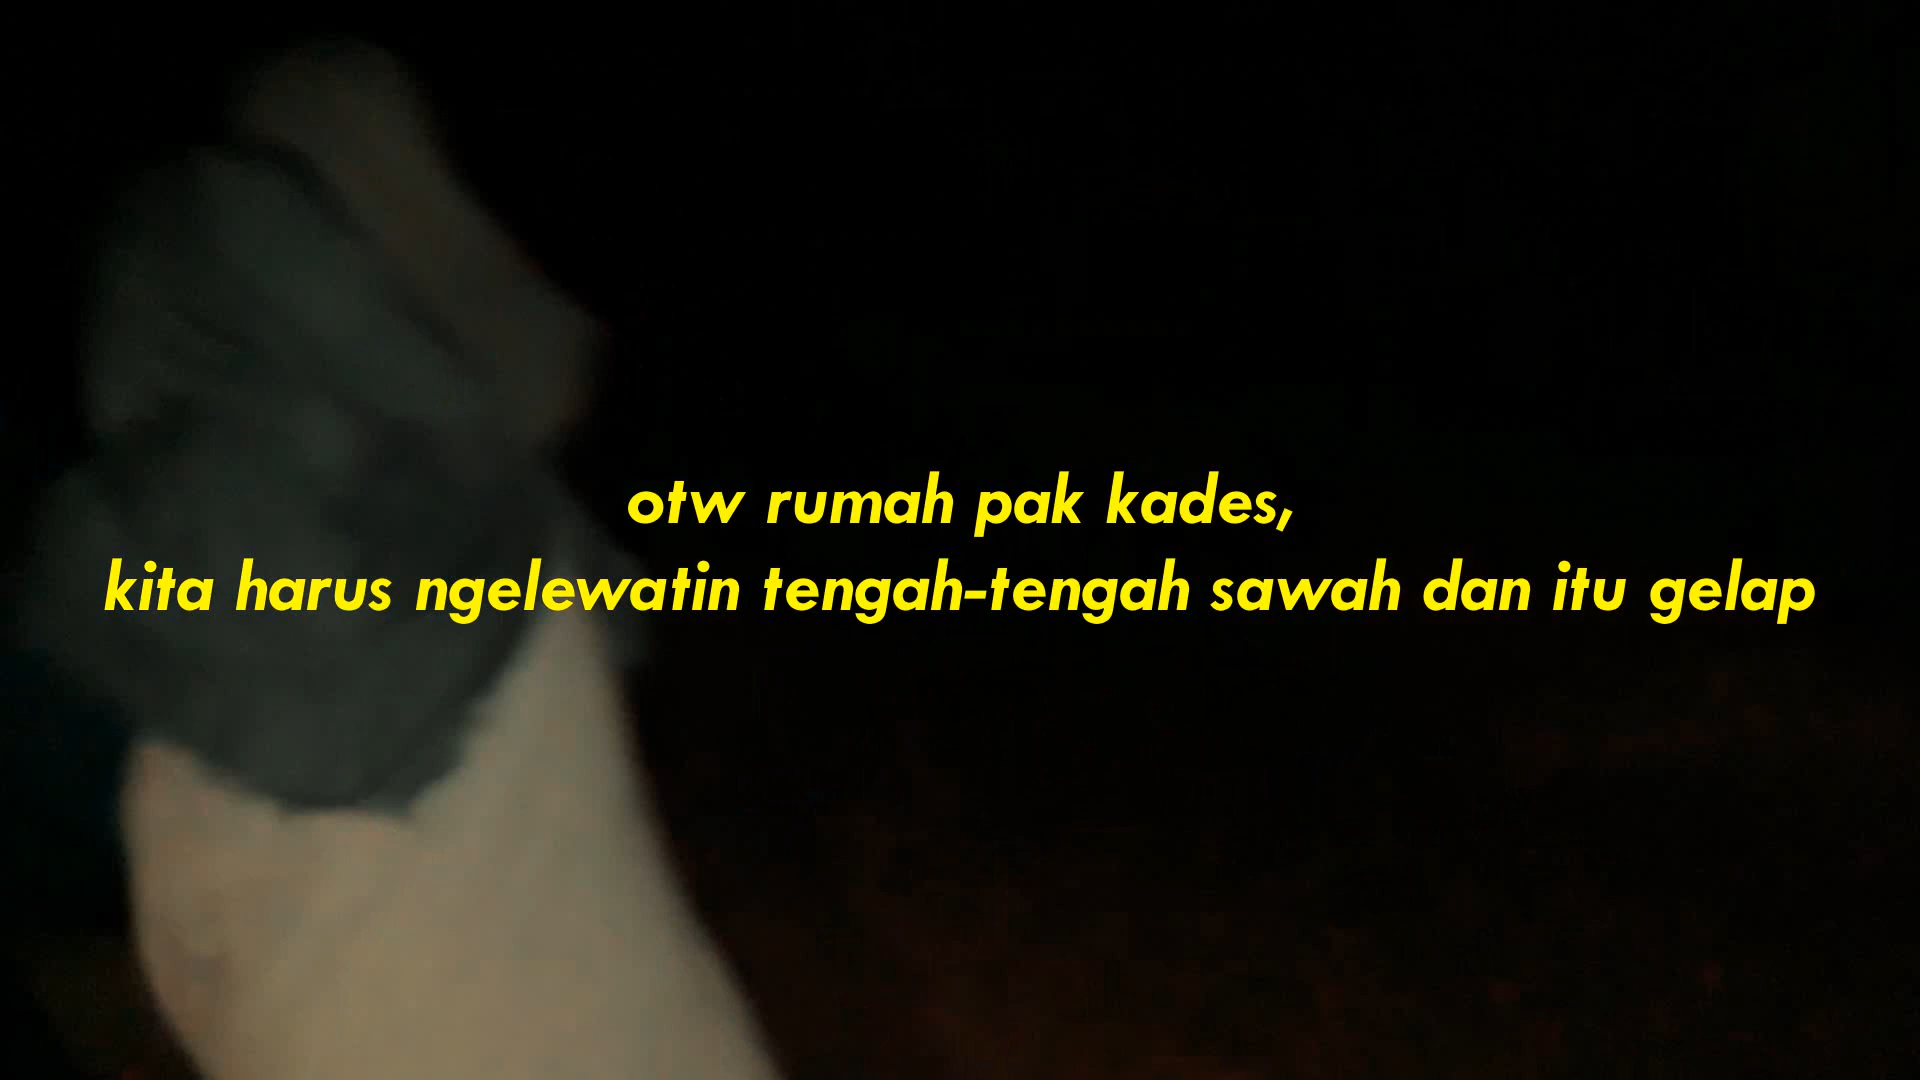 otw rumah pak kades,
kita harus ngelewatin tengah-tengah sawah dan itu gelap